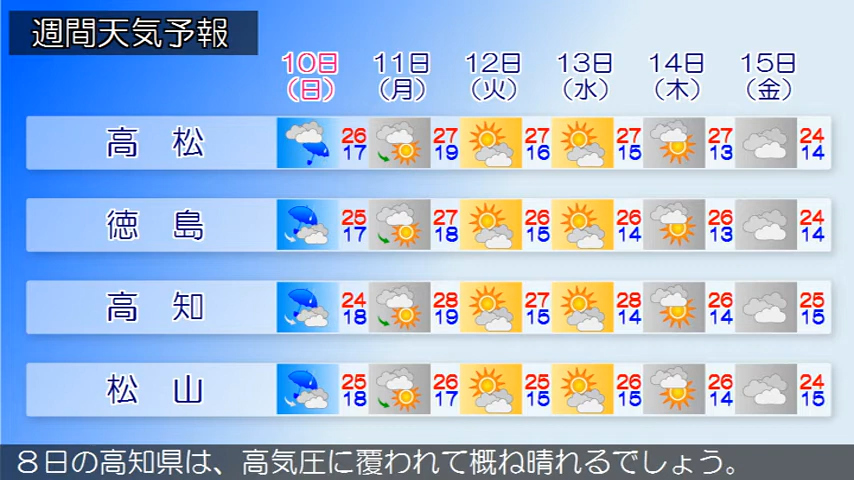 週間天気予報
10日 11日 12日 13日 14日 15日
(日) (月) (火) (水) (木) (金)
高松 26 17 27 19 27 16 27 15 27 13 24 14
徳島 25 17 27 18 26 15 26 14 26 13 24 14
高知 24 18 28 19 27 15 28 14 26 14 25 15
松山 25 18 26 17 25 15 26 15 26 14 24 15
8日の高知県は、高気圧に覆われて概ね晴れるでしょう。